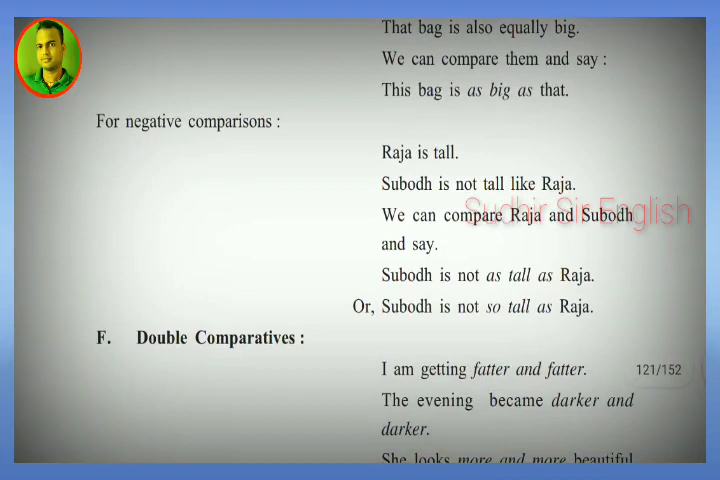 That bag is also equally big.
We can compare them and say :
This bag is as big as that.
For negative comparisons :
Raja is tall.
Subodh is not tall like Raja.
Sudhir Sir English
We can compare Raja and Subodh
and say.
Subodh is not as tall as Raja.
Or, Subodh is not so tall as Raja.
F. Double Comparatives :
I am getting fatter and fatter.
121/152
The evening became darker and
darker.
She looks more and more beautiful